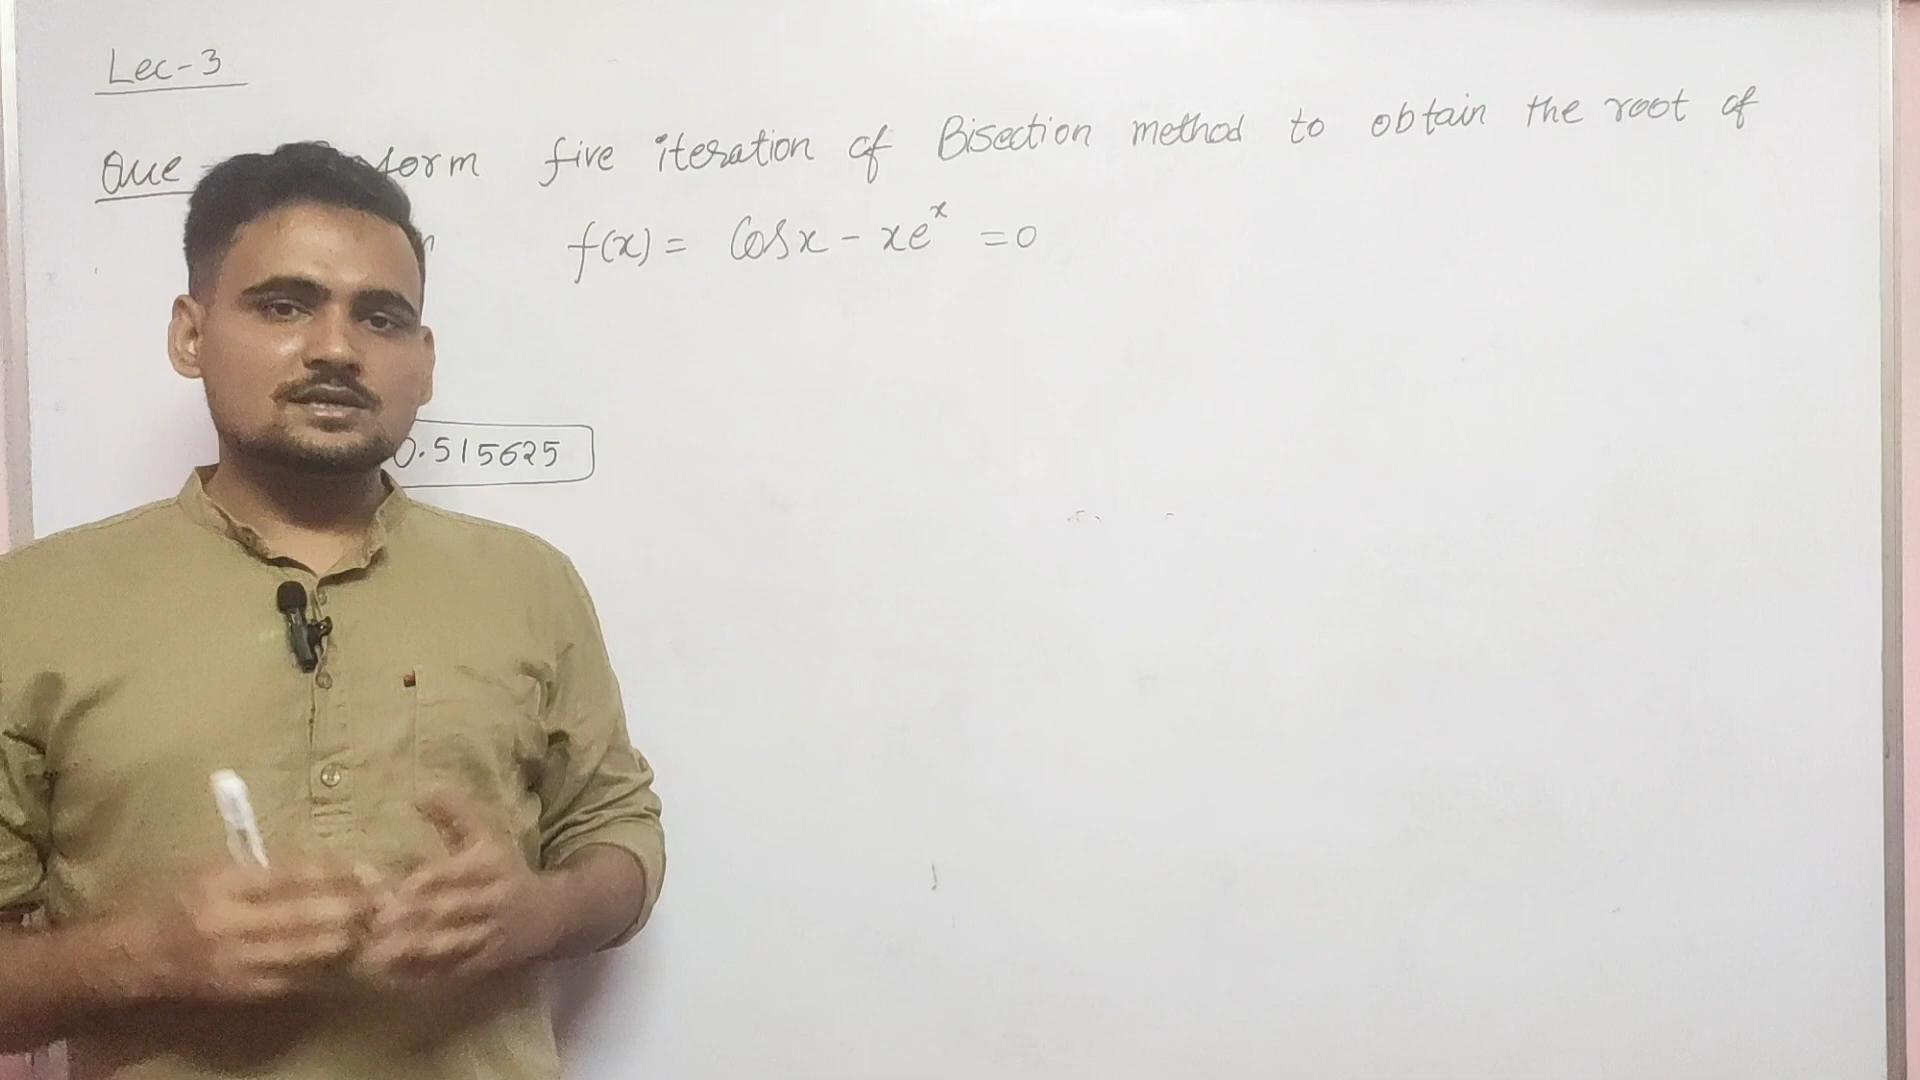 Lec-3
Que form five iteration of Bisection method to obtain the root of
f(x) = Cosx - xe^x = 0
0.515625